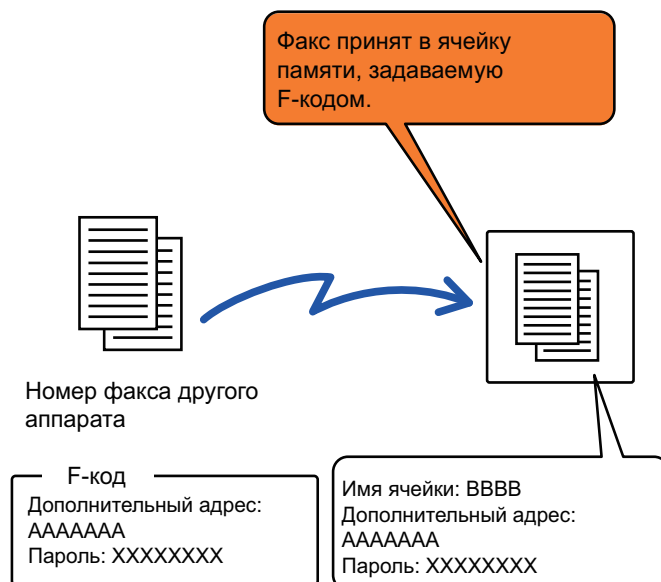 Факс принят в ячейку
памяти, задаваемую
F-кодом.
Номер факса другого
аппарата
F-код
Дополнительный адрес:
AAAAAAA
Пароль: XXXXXXXX
Имя ячейки: BBBB
Дополнительный адрес:
AAAAAAA
Пароль: XXXXXXXX